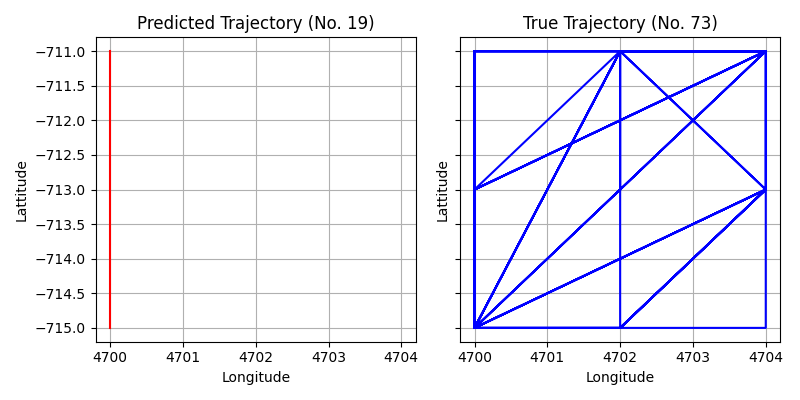 Predicted Trajectory (No. 19)
True Trajectory (No. 73)
−711.0
−711.5
−712.0
−712.5
−713.0
−713.5
−714.0
−714.5
−715.0
Lattitude
Lattitude
4700 4701 4702 4703 4704
4700 4701 4702 4703 4704
Longitude
Longitude